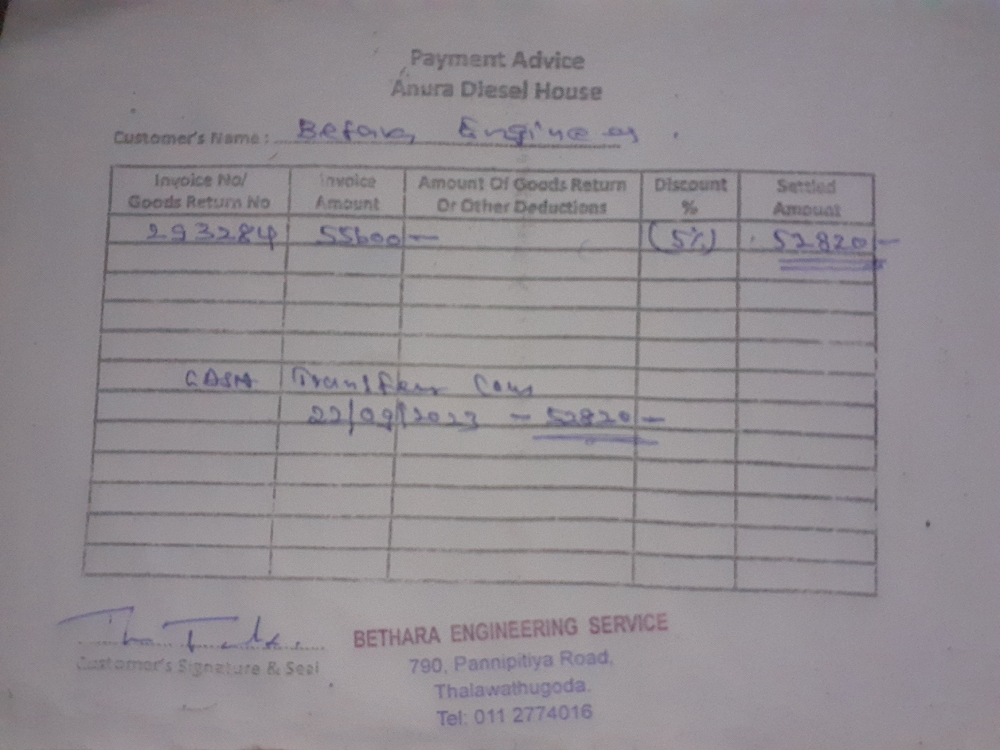 Payment Advice
Anura Diesel House
Customer's Name :
Invoice No/ Goods Return No Invoice Amount Amount Of Goods Return Or Other Deductions Discount % Settled Amount
293284 55600/- (5%) 52820/-
CASH Transfer
22/09/2023 - 52820/-
Customer's Signature & Seal
BETHARA ENGINEERING SERVICE
790, Pannipitiya Road,
Thalawathugoda.
Tel: 011 2774016